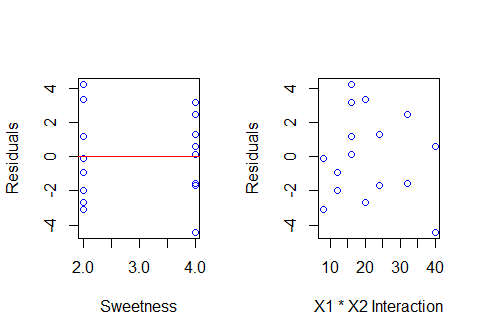 Residuals
4
2
0
-2
-4
2.0 3.0 4.0
Sweetness
Residuals
4
2
0
-2
-4
10 20 30 40
X1 * X2 Interaction